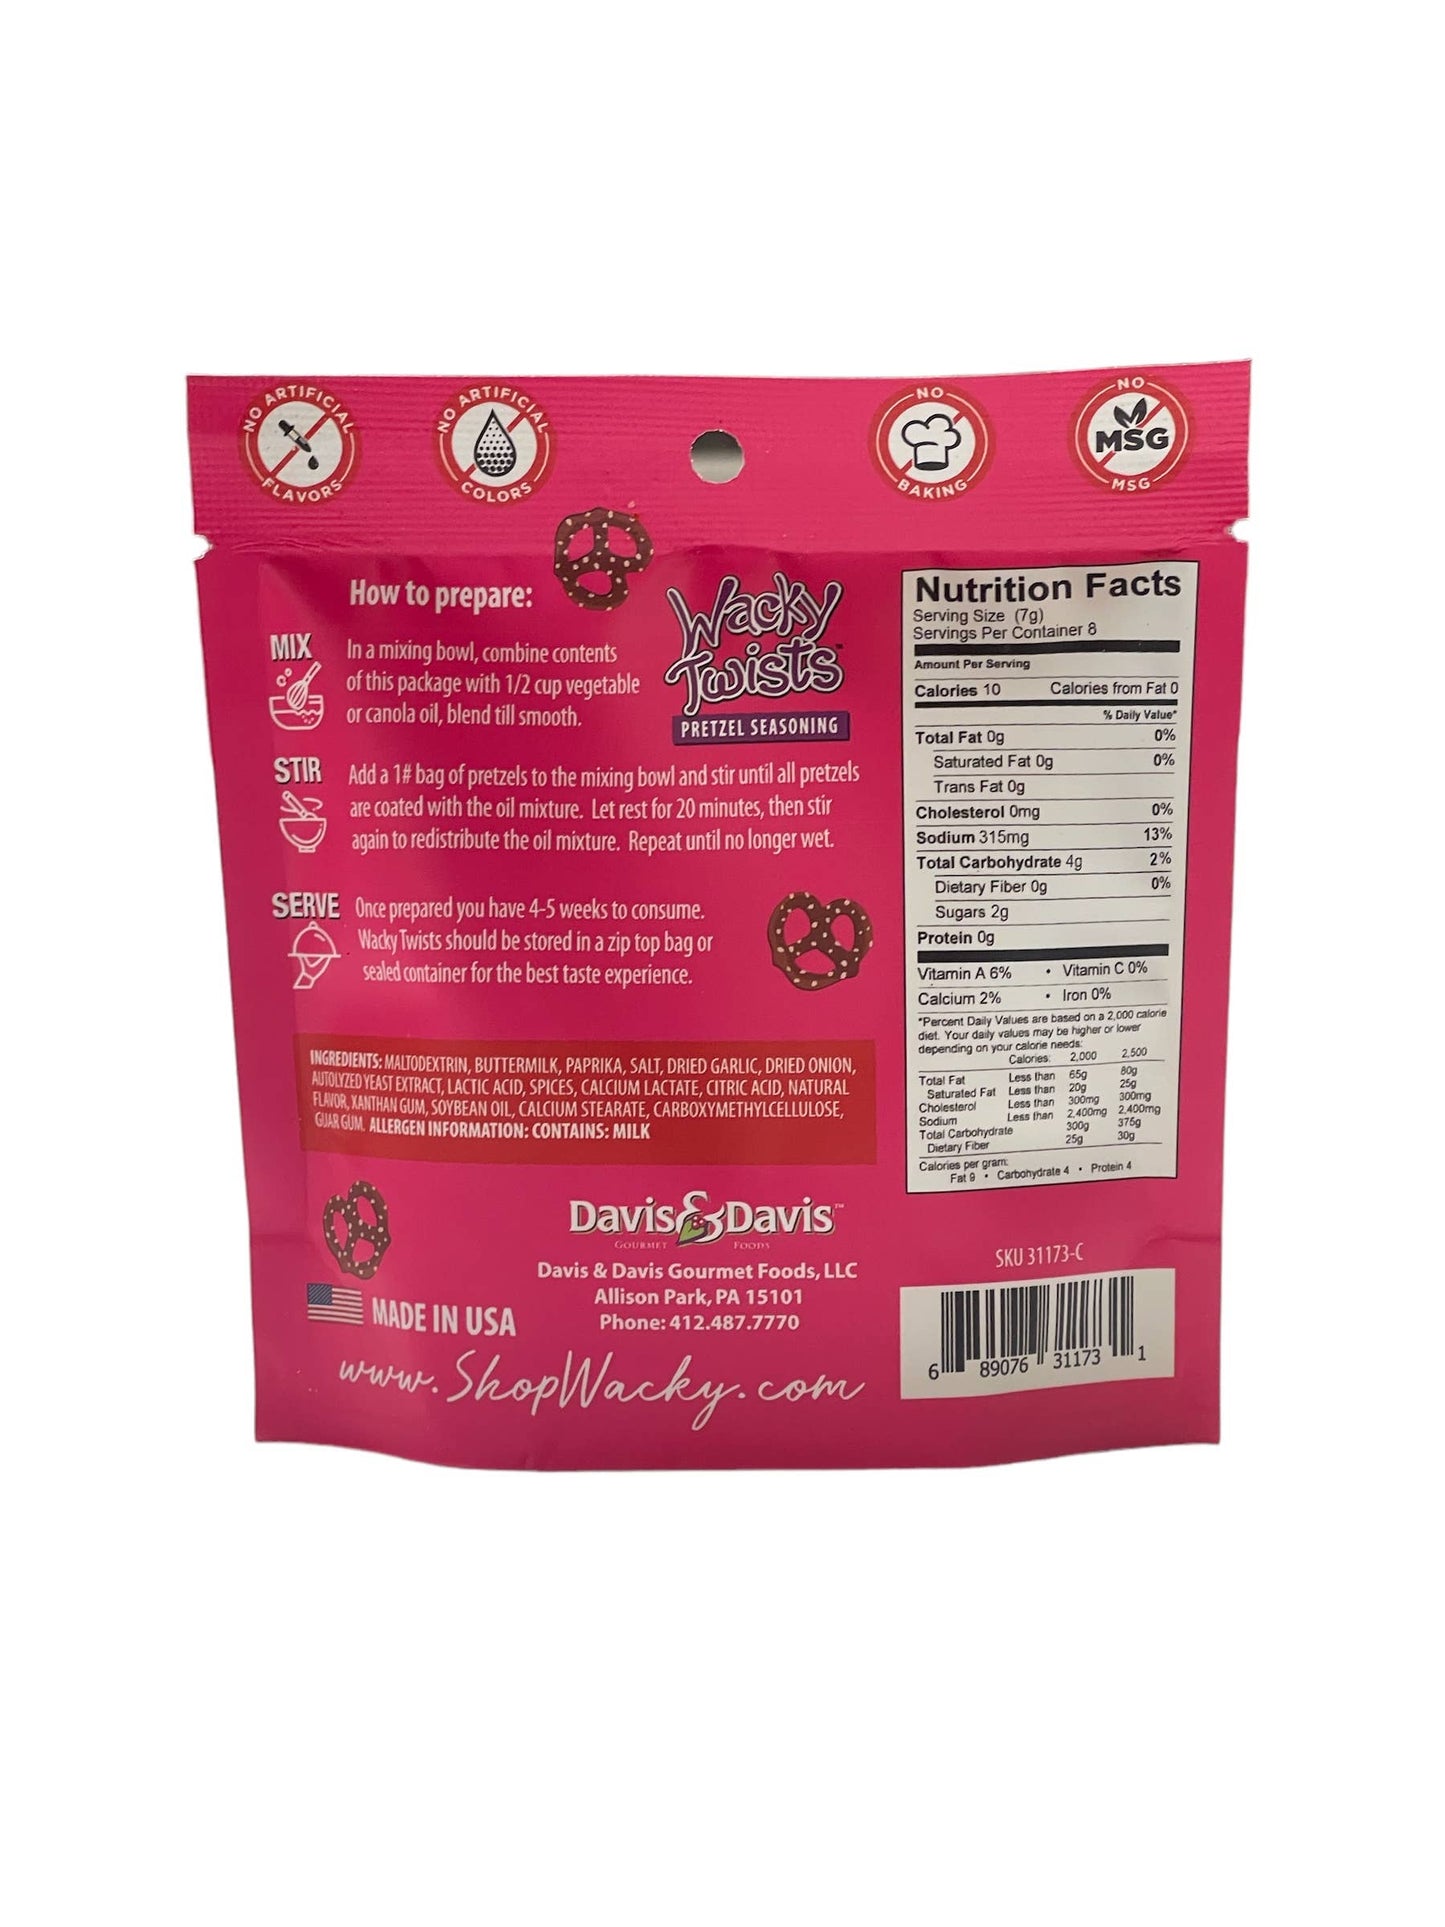 NO ARTIFICIAL
FLAVORS
NO ARTIFICIAL
COLORS
NO
BAKING
NO
MSG
MSG
How to prepare:
MIX
In a mixing bowl, combine contents
of this package with 1/2 cup vegetable
or canola oil, blend till smooth.
Wacky
Twists™
PRETZEL SEASONING
STIR
Add a 1# bag of pretzels to the mixing bowl and stir until all pretzels
are coated with the oil mixture. Let rest for 20 minutes, then stir
again to redistribute the oil mixture. Repeat until no longer wet.
SERVE
Once prepared you have 4-5 weeks to consume.
Wacky Twists should be stored in a zip top bag or
sealed container for the best taste experience.
INGREDIENTS: MALTODEXTRIN, BUTTERMILK, PAPRIKA, SALT, DRIED GARLIC, DRIED ONION,
AUTOLYZED YEAST EXTRACT, LACTIC ACID, SPICES, CALCIUM LACTATE, CITRIC ACID, NATURAL
FLAVOR, XANTHAN GUM, SOYBEAN OIL, CALCIUM STEARATE, CARBOXYMETHYLCELLULOSE,
GUAR GUM. ALLERGEN INFORMATION: CONTAINS: MILK
Davis&Davis™
GOURMET FOODS
Davis & Davis Gourmet Foods, LLC
Allison Park, PA 15101
Phone: 412.487.7770
MADE IN USA
www.ShopWacky.com
Nutrition Facts
Serving Size (7g)
Servings Per Container 8
Amount Per Serving
Calories 10 Calories from Fat 0
% Daily Value*
Total Fat 0g 0%
Saturated Fat 0g 0%
Trans Fat 0g
Cholesterol 0mg 0%
Sodium 315mg 13%
Total Carbohydrate 4g 2%
Dietary Fiber 0g 0%
Sugars 2g
Protein 0g
Vitamin A 6% • Vitamin C 0%
Calcium 2% • Iron 0%
*Percent Daily Values are based on a 2,000 calorie
diet. Your daily values may be higher or lower
depending on your calorie needs:
Calories: 2,000 2,500
Total Fat Less than 65g 80g
Saturated Fat Less than 20g 25g
Cholesterol Less than 300mg 300mg
Sodium Less than 2,400mg 2,400mg
Total Carbohydrate 300g 375g
Dietary Fiber 25g 30g
Calories per gram:
Fat 9 • Carbohydrate 4 • Protein 4
SKU 31173-C
6 89076 31173 1